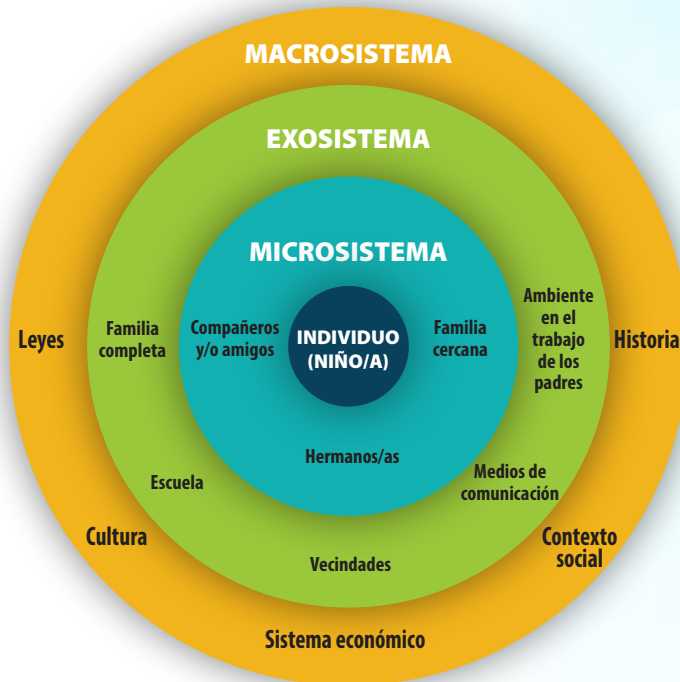 MACROSISTEMA
EXOSISTEMA
MICROSISTEMA
INDIVIDUO
(NIÑO/A)
Compañeros
y/o amigos
Familia
cercana
Hermanos/as
Familia
completa
Ambiente
en el
trabajo
de los
padres
Escuela
Medios de
comunicación
Vecindades
Leyes
Historia
Cultura
Contexto
social
Sistema económico